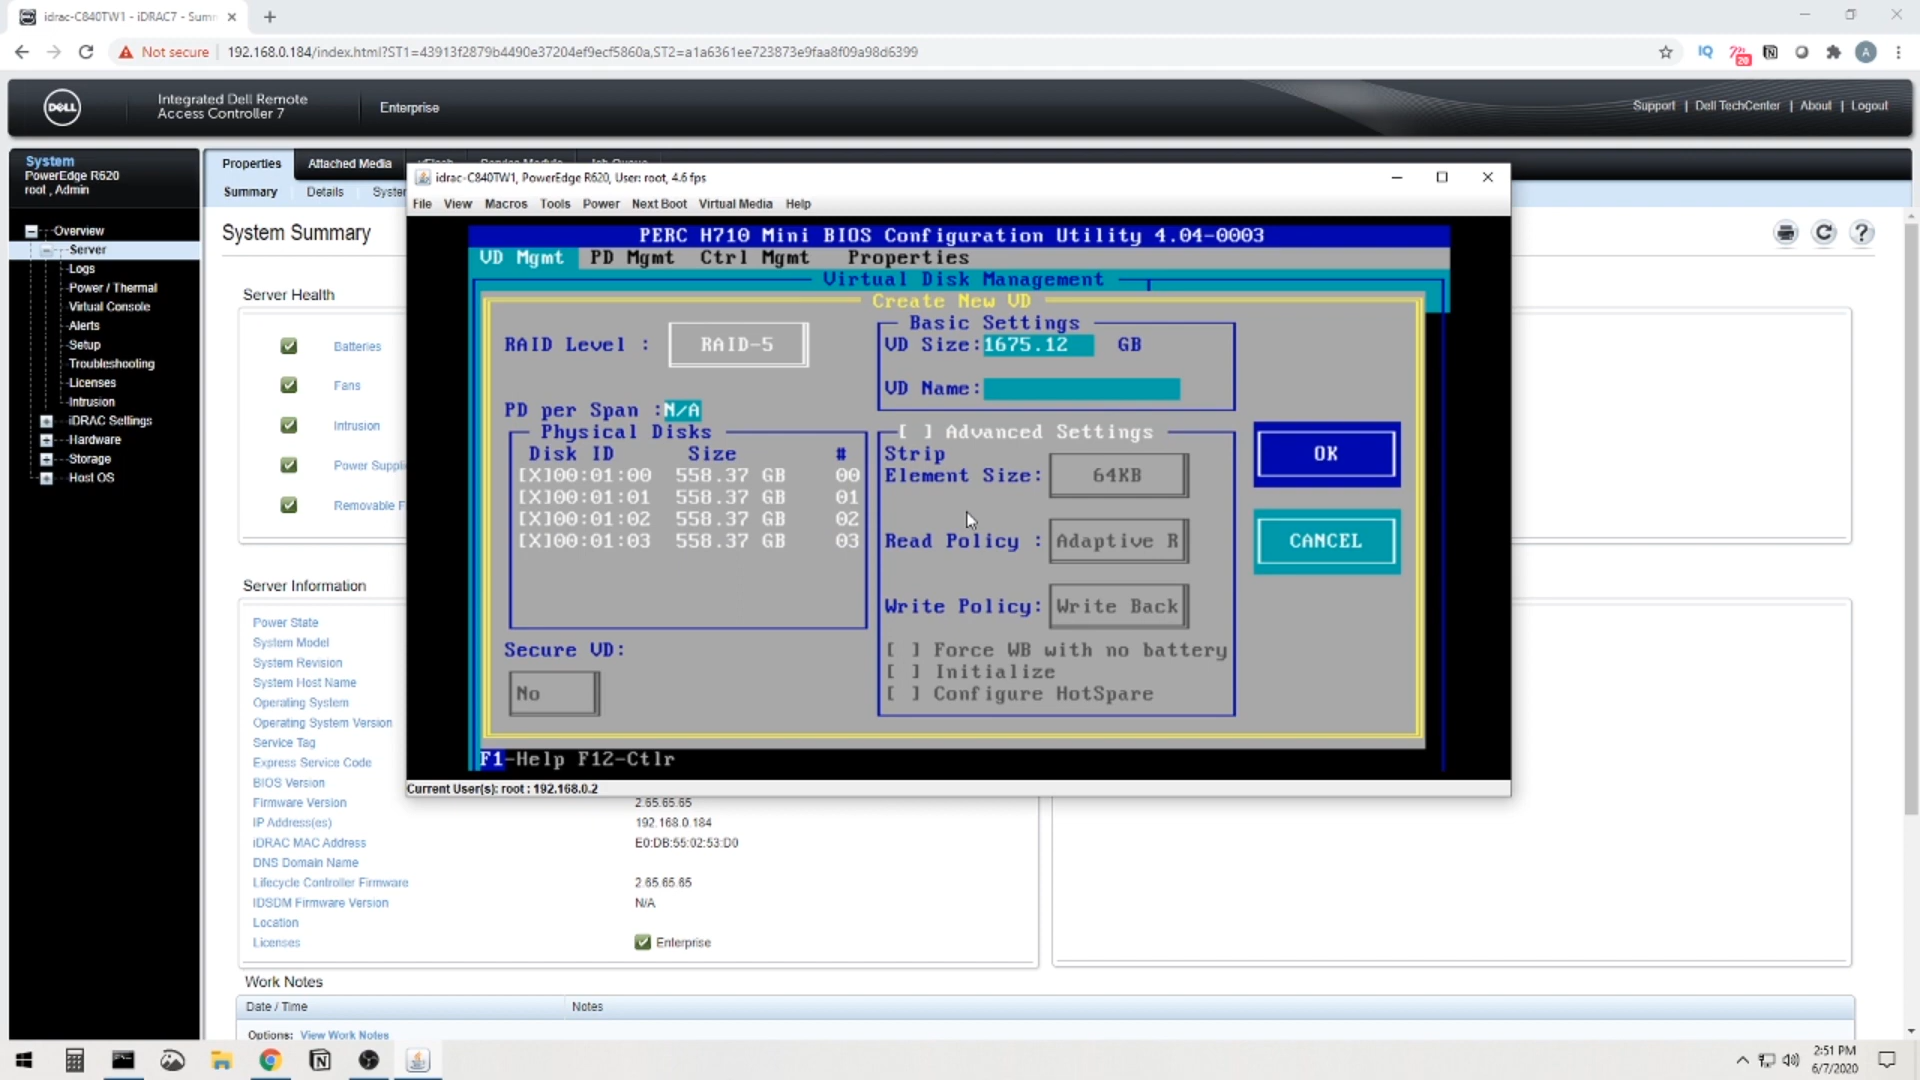 idrac-C840TW1 - iDRAC7 - Summ
Not secure
192.168.0.184/index.html?ST1=43913f2879b4490e37204ef9ecf5860a,ST2=a1a6361ee723873e9faa8f09a98d6399
IQ
20
A
DELL
Integrated Dell Remote
Access Controller 7
Enterprise
Support | Dell TechCenter | About | Logout
System
PowerEdge R620
root , Admin
Overview
Server
Logs
Power / Thermal
Virtual Console
Alerts
Setup
Troubleshooting
Licenses
Intrusion
iDRAC Settings
Hardware
Storage
Host OS
Properties
Attached Media
Summary
Details
System Summary
Server Health
Batteries
Fans
Intrusion
Power Suppli
Removable F
Server Information
Power State
System Model
System Revision
System Host Name
Operating System
Operating System Version
Service Tag
Express Service Code
BIOS Version
Firmware Version
2.65.65.65
IP Address(es)
192.168.0.184
iDRAC MAC Address
E0:DB:55:02:53:D0
DNS Domain Name
Lifecycle Controller Firmware
2.65.65.65
IDSDM Firmware Version
N/A
Location
Licenses
Enterprise
Work Notes
Date / Time
Notes
Options: View Work Notes
idrac-C840TW1, PowerEdge R620, User: root, 4.6 fps
File View Macros Tools Power Next Boot Virtual Media Help
PERC H710 Mini BIOS Configuration Utility 4.04-0003
VD Mgmt PD Mgmt Ctrl Mgmt Properties
Virtual Disk Management
Create New VD
RAID Level : RAID-5
PD per Span :N/A
Physical Disks
Disk ID Size #
[X]00:01:00 558.37 GB 00
[X]00:01:01 558.37 GB 01
[X]00:01:02 558.37 GB 02
[X]00:01:03 558.37 GB 03
Secure VD:
No
Basic Settings
VD Size:1675.12 GB
VD Name:
[ ] Advanced Settings
Strip
Element Size: 64KB
Read Policy : Adaptive R
Write Policy: Write Back
[ ] Force WB with no battery
[ ] Initialize
[ ] Configure HotSpare
OK
CANCEL
F1-Help F12-Ctlr
Current User(s): root : 192.168.0.2
2:51 PM
6/7/2020